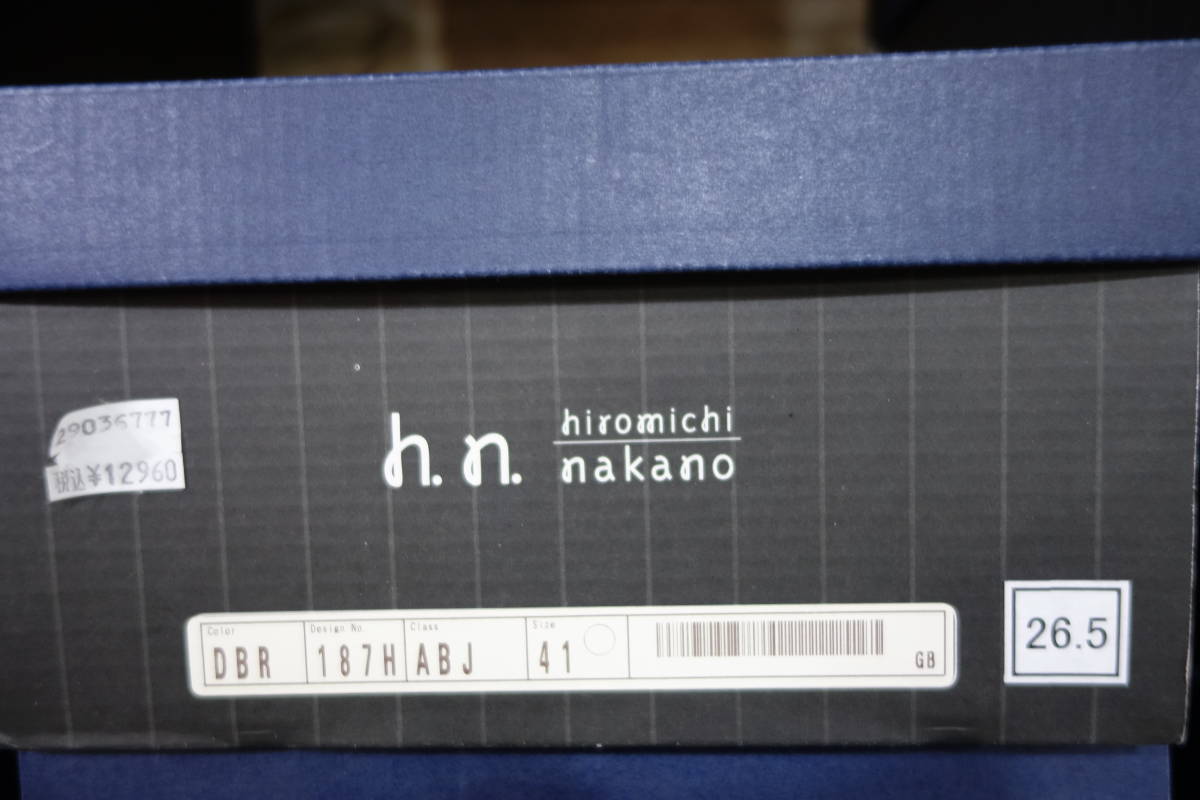 29036777
税込¥12960
h.n.
hiromichi
nakano
Color
DBR
Design No.
187H
Class
ABJ
Size
41
GB
26.5